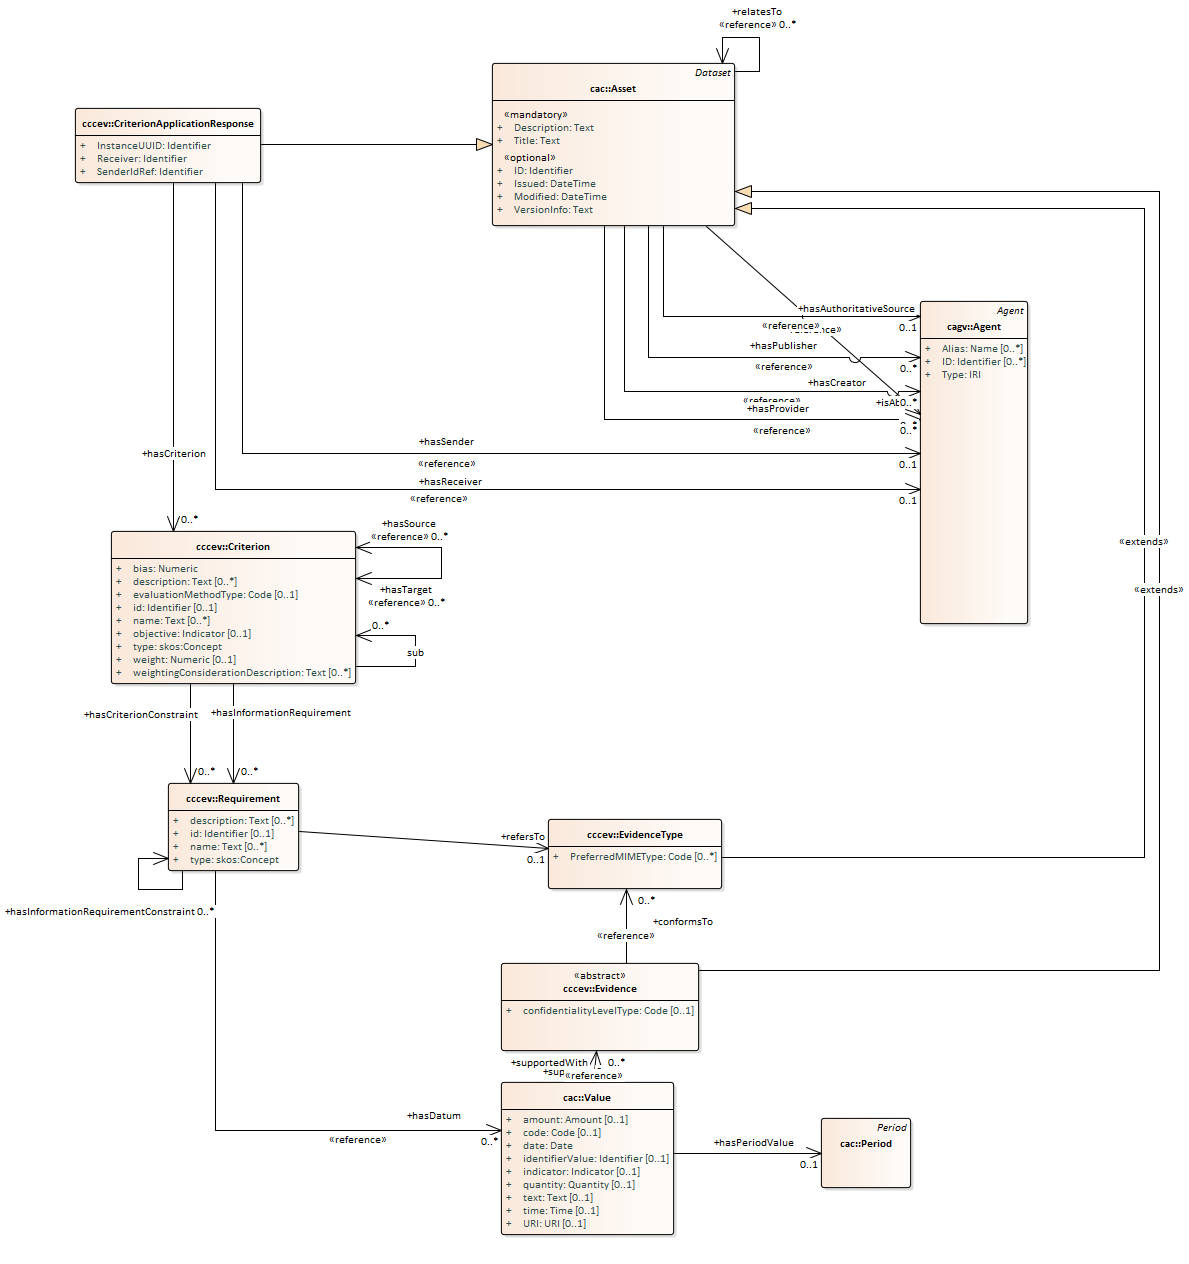 +relatesTo
«reference» 0..*
Dataset
cac::Asset
«mandatory»
+ Description: Text
+ Title: Text
«optional»
+ ID: Identifier
+ Issued: DateTime
+ Modified: DateTime
+ VersionInfo: Text
cccev::CriterionApplicationResponse
+ InstanceUUID: Identifier
+ Receiver: Identifier
+ SenderIdRef: Identifier
Agent
cagv::Agent
+ Alias: Name [0..*]
+ ID: Identifier [0..*]
+ Type: IRI
+hasAuthoritativeSource
«reference»
0..1
+hasPublisher
«reference»
0..*
+hasCreator
«reference»
0..*
+hasProvider
«reference»
0..*
+hasSender
«reference»
0..1
+hasReceiver
«reference»
0..1
+hasCriterion
0..*
«extends»
«extends»
cccev::Criterion
+ bias: Numeric
+ description: Text [0..*]
+ evaluationMethodType: Code [0..1]
+ id: Identifier [0..1]
+ name: Text [0..*]
+ objective: Indicator [0..1]
+ type: skos:Concept
+ weight: Numeric [0..1]
+ weightingConsiderationDescription: Text [0..*]
+hasSource
«reference» 0..*
+hasTarget
«reference» 0..*
0..*
sub
+hasCriterionConstraint
+hasInformationRequirement
0..*
0..*
cccev::Requirement
+ description: Text [0..*]
+ id: Identifier [0..1]
+ name: Text [0..*]
+ type: skos:Concept
+hasInformationRequirementConstraint 0..*
+refersTo
0..1
cccev::EvidenceType
+ PreferredMIMEType: Code [0..*]
0..*
+conformsTo
«reference»
«abstract»
cccev::Evidence
+ confidentialityLevelType: Code [0..1]
+supportedWith 0..*
«reference»
cac::Value
+ amount: Amount [0..1]
+ code: Code [0..1]
+ date: Date
+ identifierValue: Identifier [0..1]
+ indicator: Indicator [0..1]
+ quantity: Quantity [0..1]
+ text: Text [0..1]
+ time: Time [0..1]
+ URI: URI [0..1]
+hasDatum
«reference»
0..*
+hasPeriodValue
0..1
Period
cac::Period